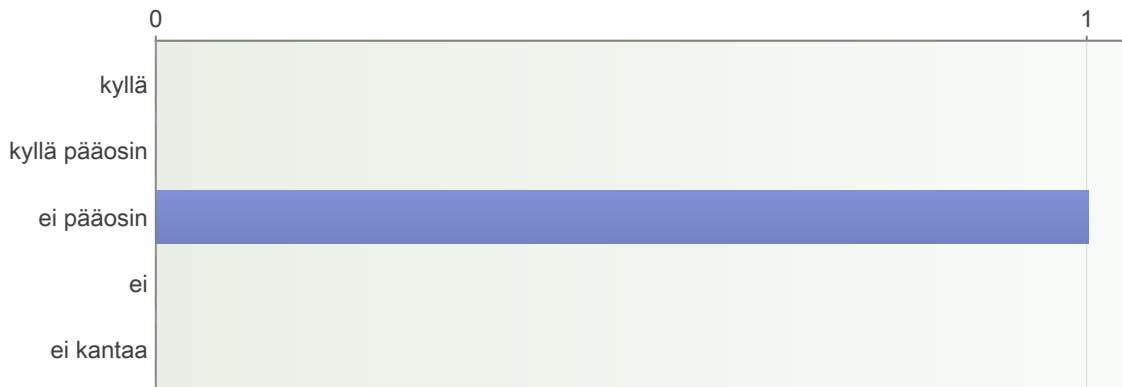 0 1
kyllä
kyllä pääosin
ei pääosin
ei
ei kantaa